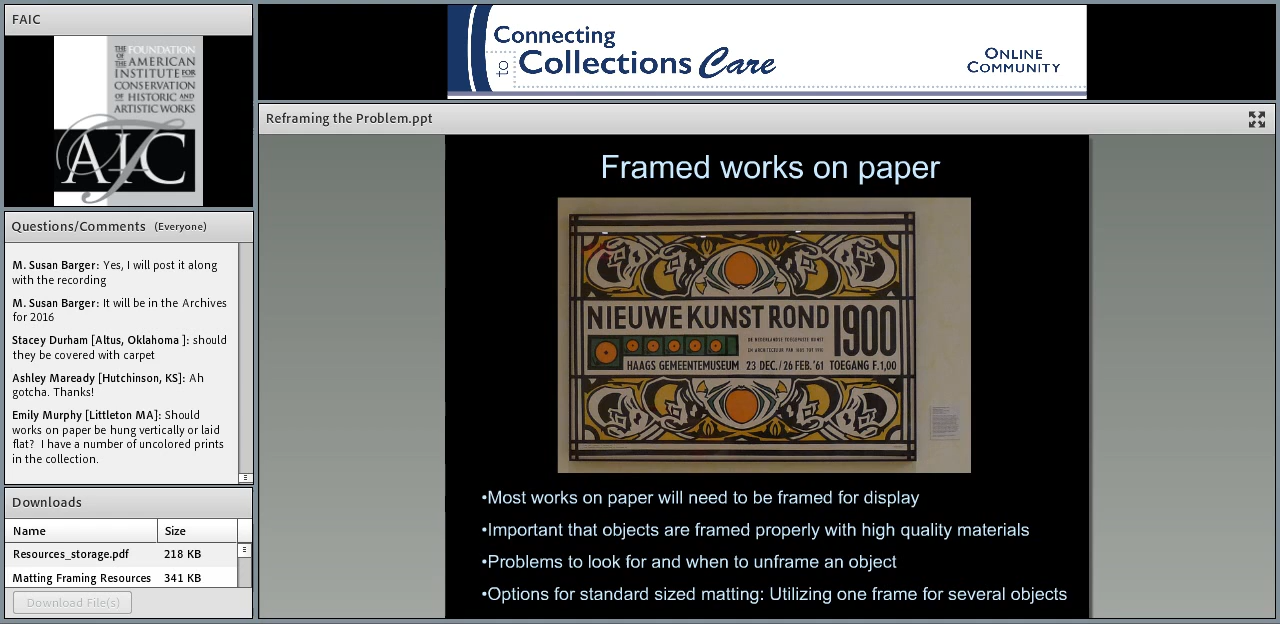 FAIC
THE FOUNDATION
OF THE AMERICAN
INSTITUTE FOR
CONSERVATION
OF HISTORIC AND
ARTISTIC WORKS
AIC
Questions/Comments (Everyone)
M. Susan Barger: Yes, I will post it along
with the recording
M. Susan Barger: It will be in the Archives
for 2016
Stacey Durham [Altus, Oklahoma ]: should
they be covered with carpet
Ashley Maready [Hutchinson, KS]: Ah
gotcha. Thanks!
Emily Murphy [Littleton MA]: Should
works on paper be hung vertically or laid
flat? I have a number of uncolored prints
in the collection.
Downloads
Name Size
Resources_storage.pdf 218 KB
Matting Framing Resources 341 KB
Download File(s)
Connecting
to Collections Care
ONLINE
COMMUNITY
Reframing the Problem.ppt
Framed works on paper
NIEUWE KUNST ROND 1900
HAAGS GEMEENTEMUSEUM 23 DEC./26 FEB.'61 TOEGANG F.1,00
•Most works on paper will need to be framed for display
•Important that objects are framed properly with high quality materials
•Problems to look for and when to unframe an object
•Options for standard sized matting: Utilizing one frame for several objects